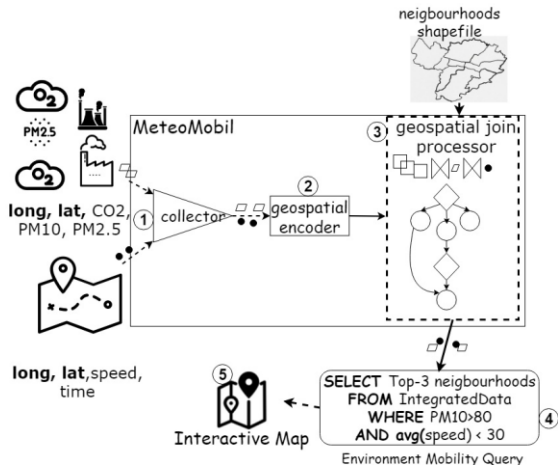 neigbourhoods
shapefile
O2
PM2.5
O2
MeteoMobil
3
geospatial join
processor
2
long, lat, CO2,
PM10, PM2.5
1
collector
geospatial
encoder
long, lat,speed,
time
5
Interactive Map
SELECT Top-3 neigbourhoods
FROM IntegratedData
WHERE PM10>80
AND avg(speed) < 30
4
Environment Mobility Query